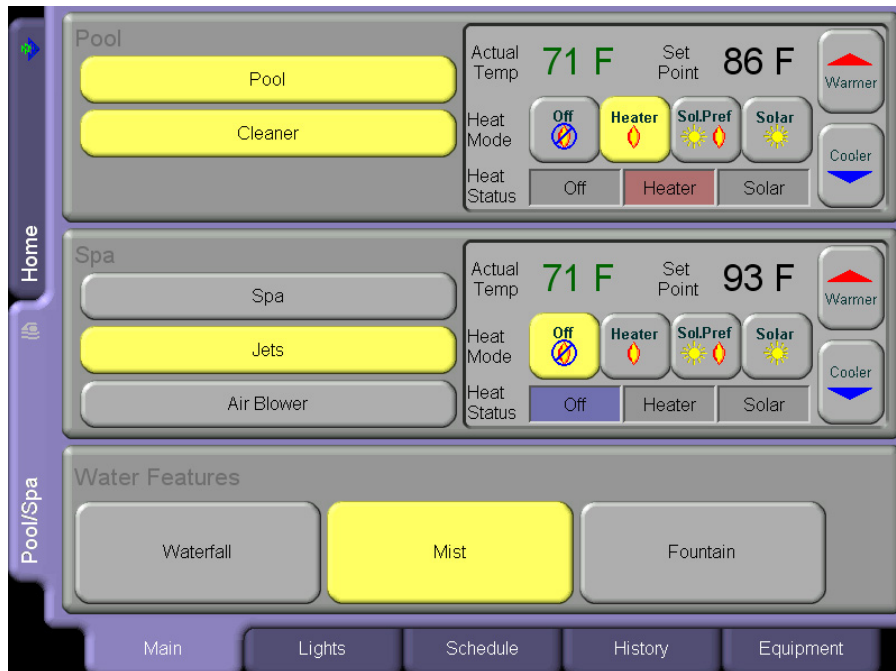 Pool
Pool
Cleaner
Actual Temp
71 F
Set Point
86 F
Warmer
Heat Mode
Off
Heater
Sol.Pref
Solar
Cooler
Heat Status
Off
Heater
Solar
Home
Spa
Spa
Jets
Air Blower
Actual Temp
71 F
Set Point
93 F
Warmer
Heat Mode
Off
Heater
Sol.Pref
Solar
Cooler
Heat Status
Off
Heater
Solar
Pool/Spa
Water Features
Waterfall
Mist
Fountain
Main
Lights
Schedule
History
Equipment